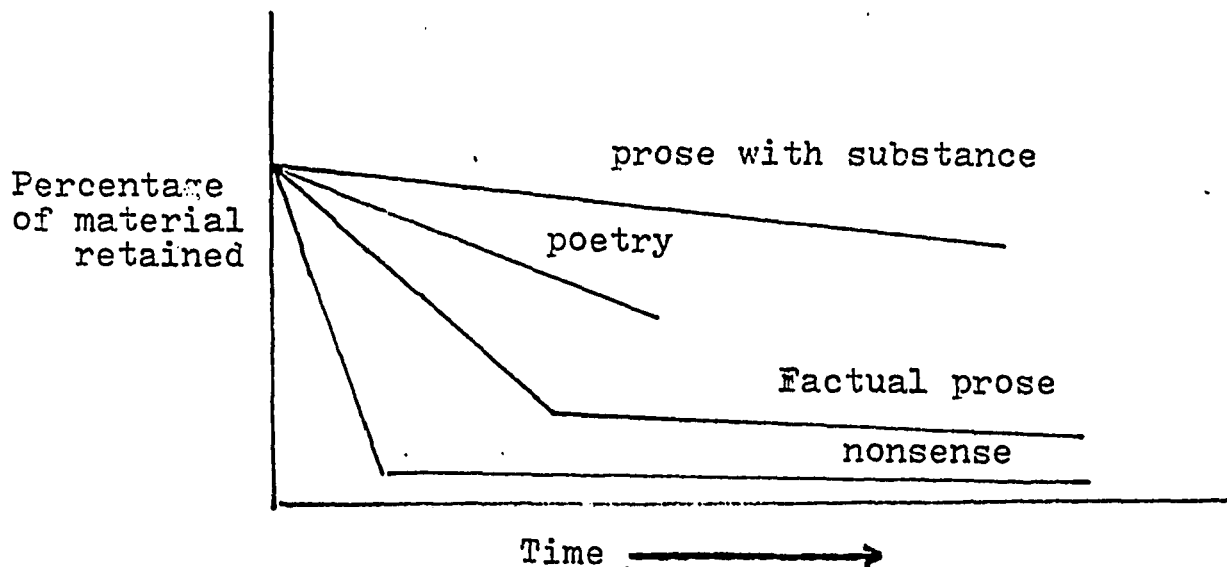 prose with substance
Percentage
of material
retained
poetry
Factual prose
nonsense
Time